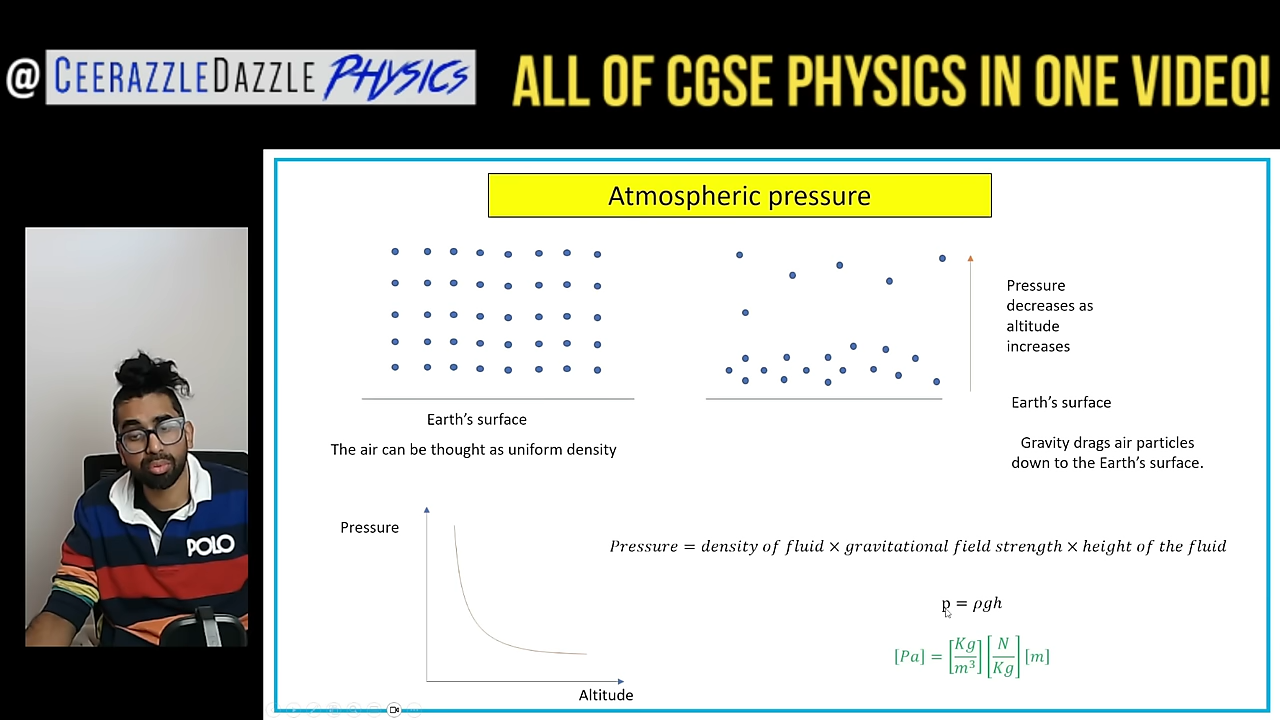 @ CEERAZZLEDAZZLE PHYSICS
ALL OF CGSE PHYSICS IN ONE VIDEO!
Atmospheric pressure
Pressure
decreases as
altitude
increases
Earth's surface
Earth's surface
The air can be thought as uniform density
Gravity drags air particles
down to the Earth's surface.
POLO
Pressure
Altitude
Pressure = density of fluid × gravitational field strength × height of the fluid
p = ρgh
[Pa] = [Kg/m³] [N/Kg] [m]